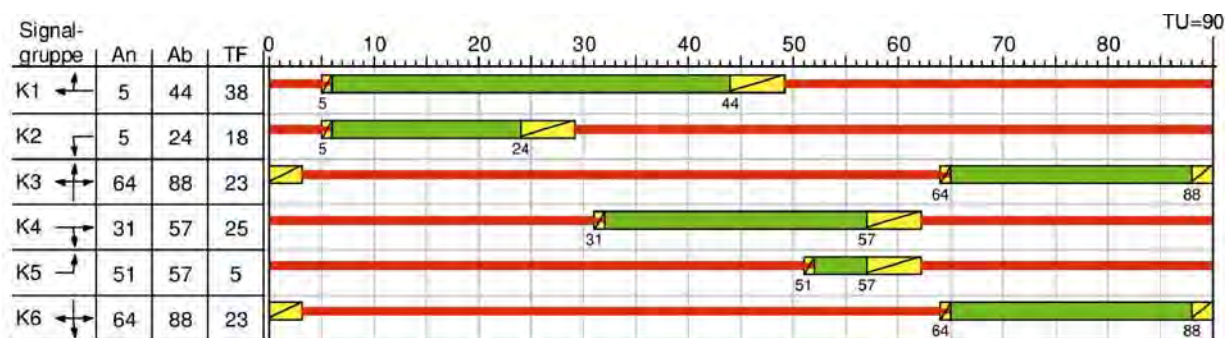 TU=90
Signal-
gruppe An Ab TF 0 10 20 30 40 50 60 70 80
K1 5 44 38
5 44
K2 5 24 18
5 24
K3 64 88 23
64 88
K4 31 57 25
31 57
K5 51 57 5
51 57
K6 64 88 23
64 88